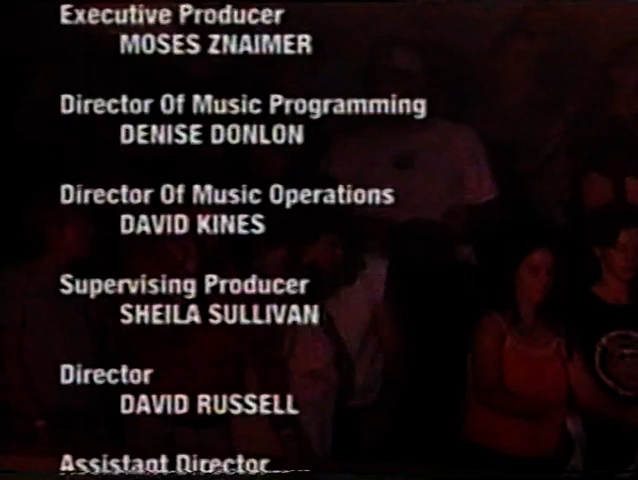 Executive Producer
MOSES ZNAIMER
Director Of Music Programming
DENISE DONLON
Director Of Music Operations
DAVID KINES
Supervising Producer
SHEILA SULLIVAN
Director
DAVID RUSSELL
Assistant Director